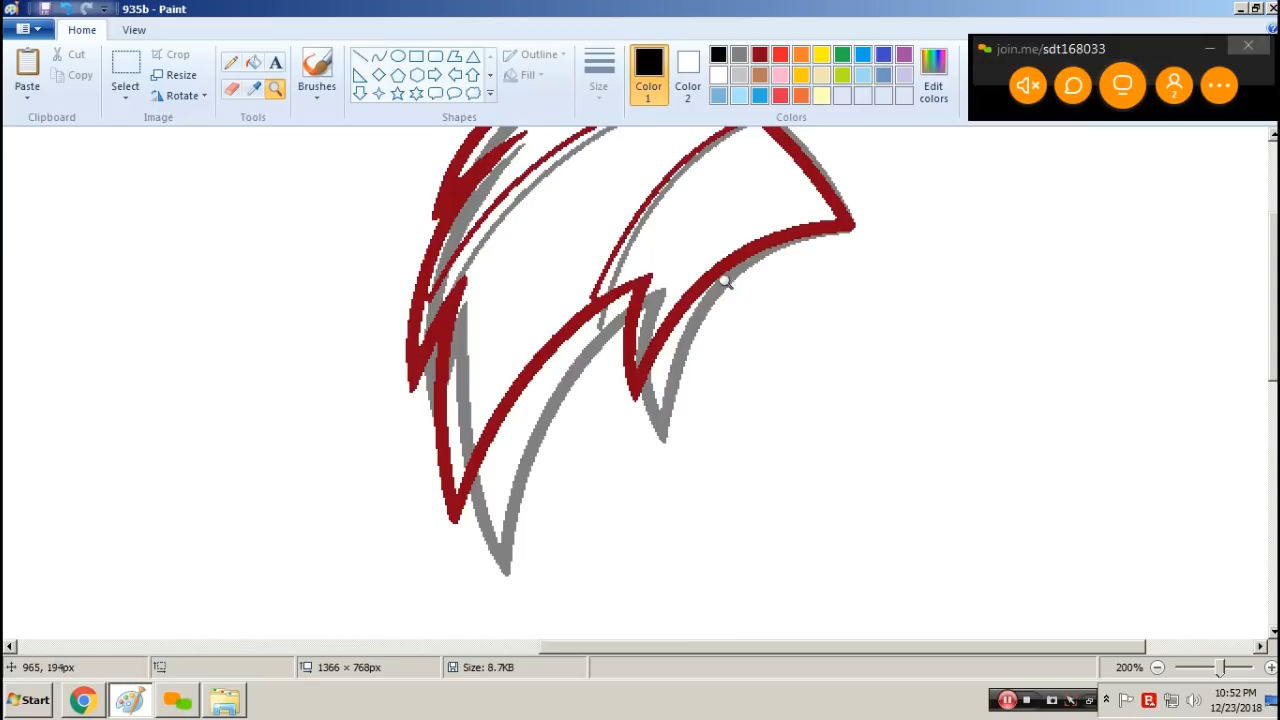 935b - Paint
Home
View
Paste
Cut
Copy
Clipboard
Select
Crop
Resize
Rotate
Image
A
Tools
Brushes
Outline
Fill
Shapes
Size
Color 1
Color 2
Edit colors
Colors
join.me/sdt168033
2
965, 194px
1366 × 768px
Size: 8.7KB
200%
Start
B
10:52 PM
12/23/2018